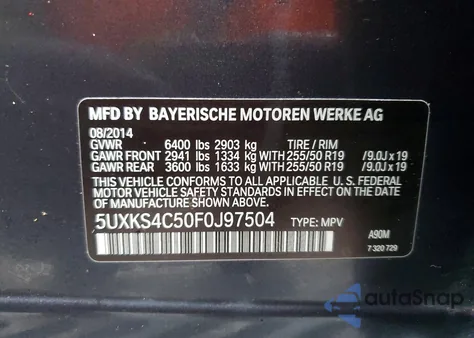 MFD BY BAYERISCHE MOTOREN WERKE AG
08/2014
GVWR 6400 lbs 2903 kg TIRE / RIM
GAWR FRONT 2941 lbs 1334 kg WITH 255/50 R19 /9.0J x 19
GAWR REAR 3600 lbs 1633 kg WITH 255/50 R19 /9.0J x 19
THIS VEHICLE CONFORMS TO ALL APPLICABLE U.S. FEDERAL
MOTOR VEHICLE SAFETY STANDARDS IN EFFECT ON THE
DATE OF MANUFACTURE SHOWN ABOVE.
5UXKS4C50F0J97504 TYPE: MPV
A90M
7 320 729
autoSnap